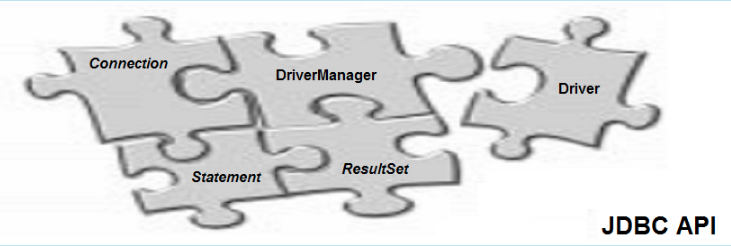 Connection
DriverManager
Driver
Statement
ResultSet
JDBC API